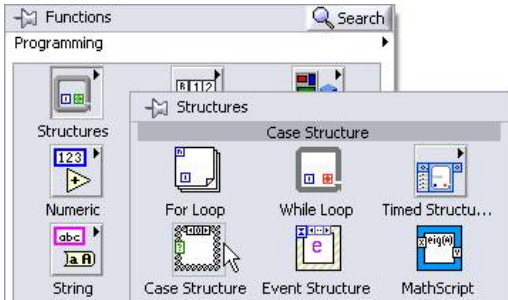 Functions
Search
Programming
Structures
Structures
Case Structure
Numeric
For Loop
While Loop
Timed Structu...
String
Case Structure
Event Structure
MathScript
123
abc
a A
eig(A)
e